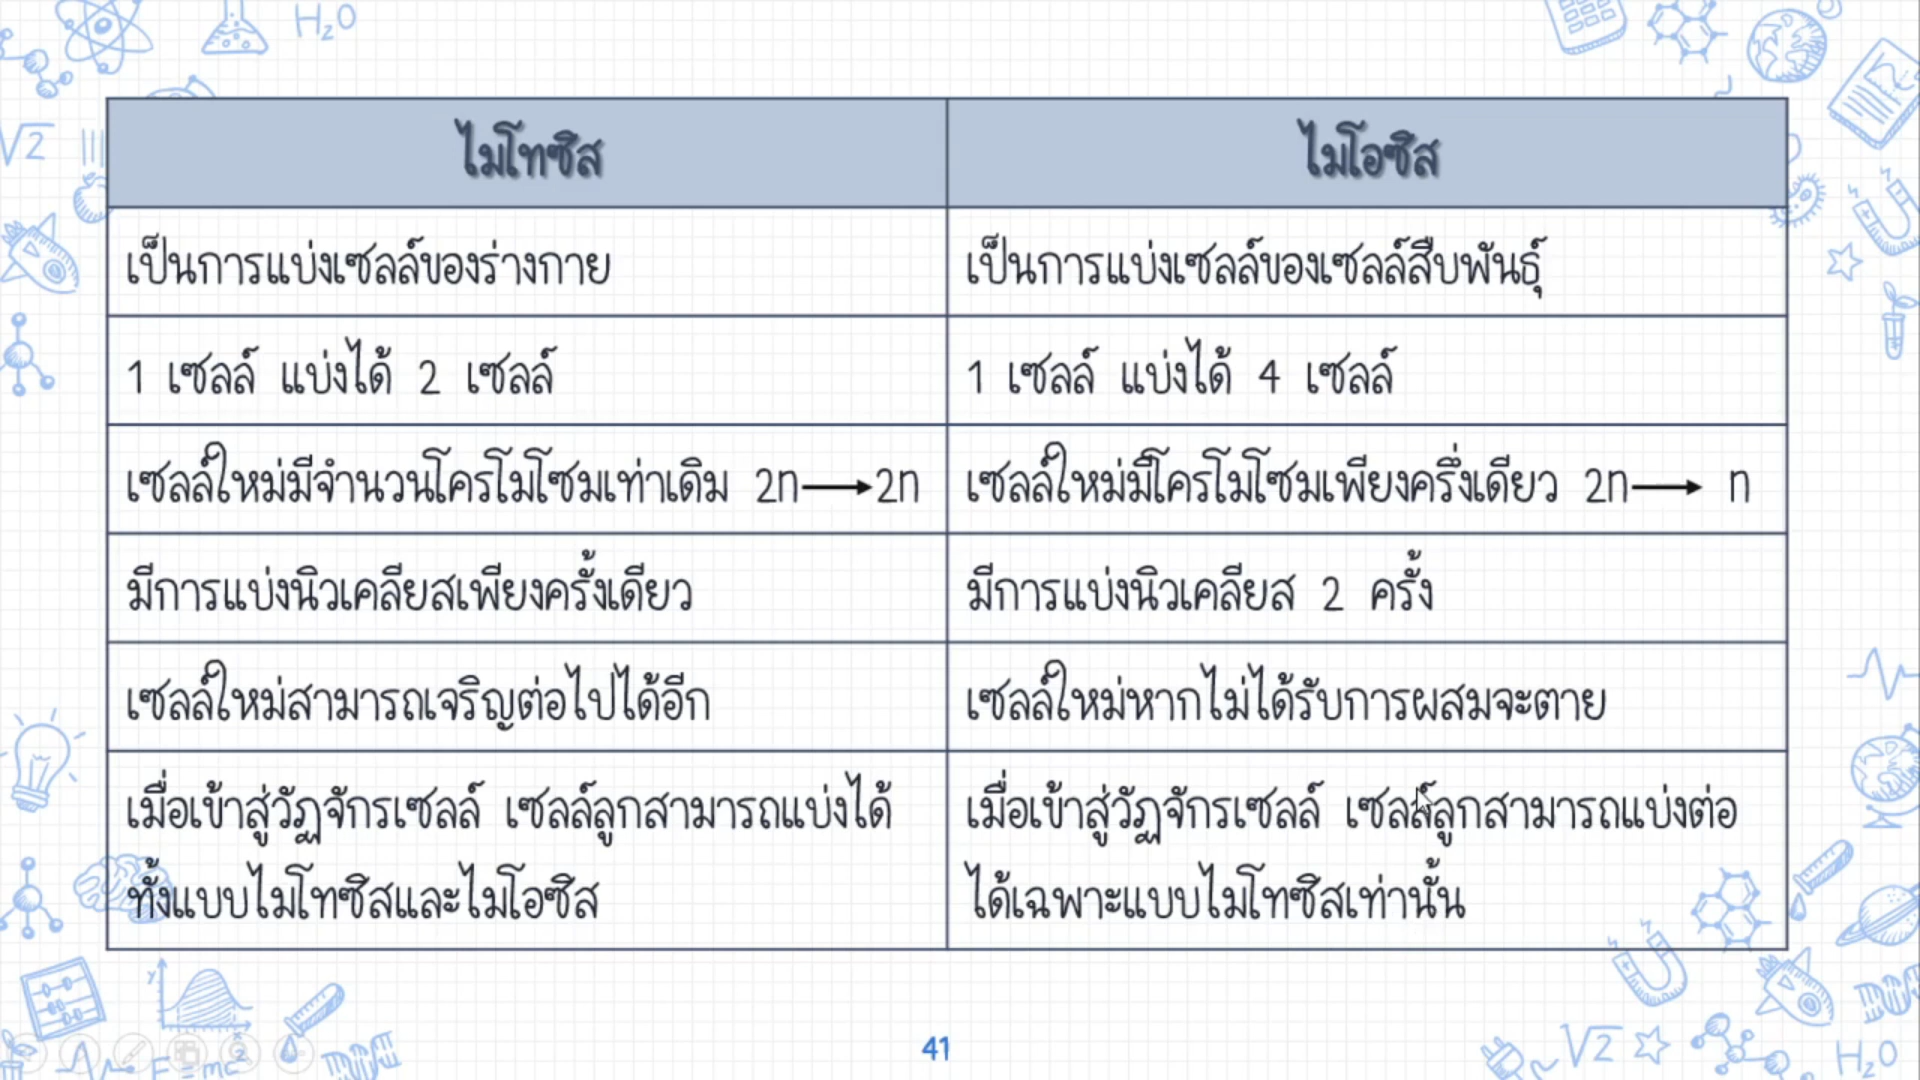 H₂O
√2
ไมโทซิส
ไมโอซิส
เป็นการแบ่งเซลล์ของร่างกาย
เป็นการแบ่งเซลล์ของเซลล์สืบพันธุ์
1 เซลล์ แบ่งได้ 2 เซลล์
1 เซลล์ แบ่งได้ 4 เซลล์
เซลล์ใหม่มีจำนวนโครโมโซมเท่าเดิม 2n→2n
เซลล์ใหม่มีโครโมโซมเพียงครึ่งเดียว 2n→ n
มีการแบ่งนิวเคลียสเพียงครั้งเดียว
มีการแบ่งนิวเคลียส 2 ครั้ง
เซลล์ใหม่สามารถเจริญต่อไปได้อีก
เซลล์ใหม่หากไม่ได้รับการผสมจะตาย
เมื่อเข้าสู่วัฏจักรเซลล์ เซลล์ลูกสามารถแบ่งได้
ทั้งแบบไมโทซิสและไมโอซิส
เมื่อเข้าสู่วัฏจักรเซลล์ เซลล์ลูกสามารถแบ่งต่อ
ได้เฉพาะแบบไมโทซิสเท่านั้น
y
x
E=mc²
41
√2
H₂O